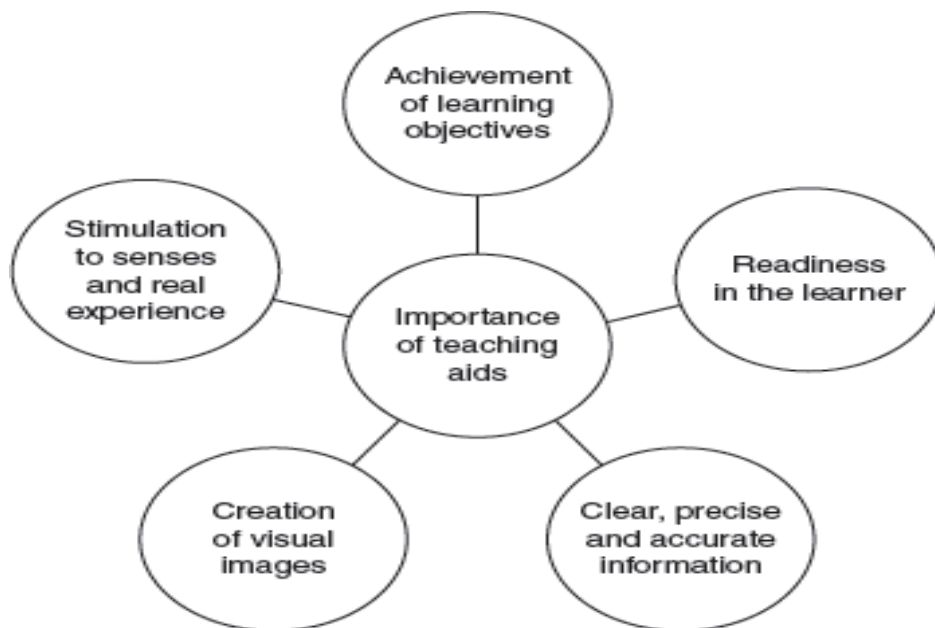 Achievement
of learning
objectives
Stimulation
to senses
and real
experience
Readiness
in the learner
Importance
of teaching
aids
Creation
of visual
images
Clear, precise
and accurate
information